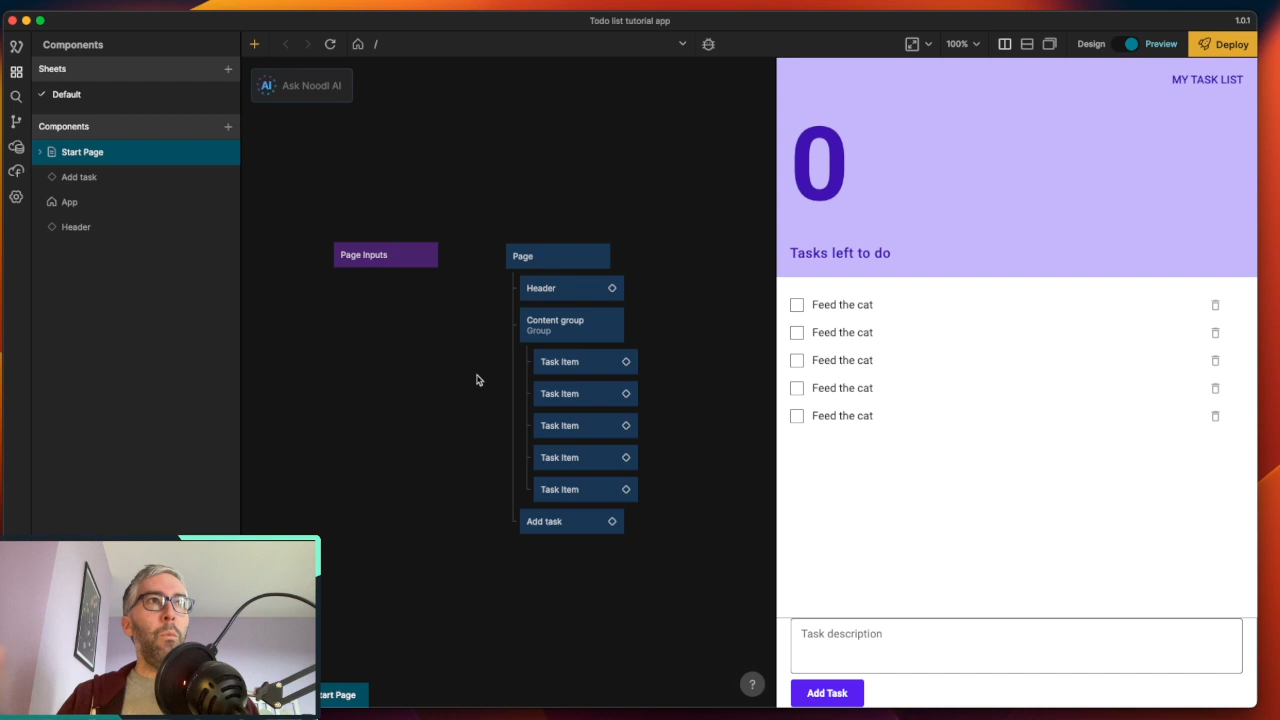 Todo list tutorial app
1.0.1
Components
/
100%
Design
Preview
Deploy
Sheets
Default
Components
Start Page
Add task
App
Header
AI Ask Noodl AI
Page Inputs
Page
Header
Content group
Group
Task Item
Task Item
Task Item
Task Item
Task Item
Add task
tart Page
?
MY TASK LIST
0
Tasks left to do
Feed the cat
Feed the cat
Feed the cat
Feed the cat
Feed the cat
Task description
Add Task